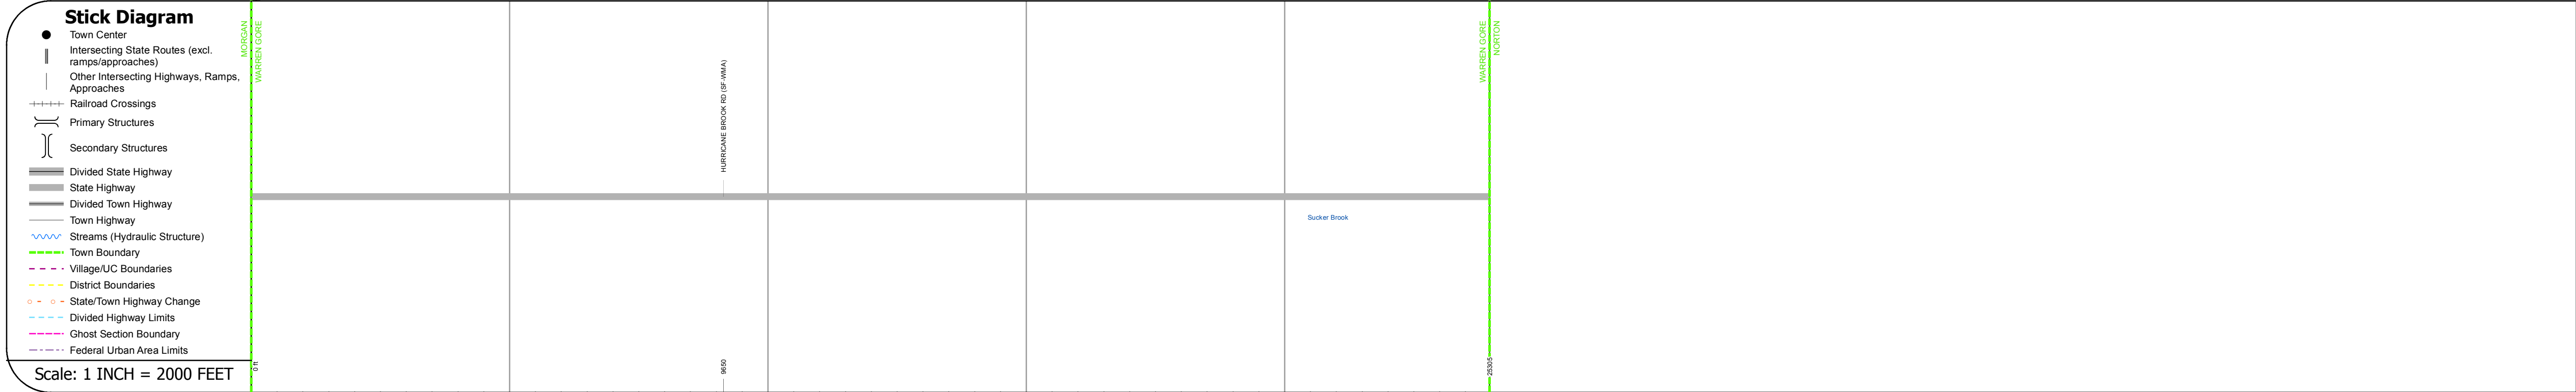 Stick Diagram
Town Center
Intersecting State Routes (excl.
ramps/approaches)
Other Intersecting Highways, Ramps,
Approaches
Railroad Crossings
Primary Structures
Secondary Structures
Divided State Highway
State Highway
Divided Town Highway
Town Highway
Streams (Hydraulic Structure)
Town Boundary
Village/UC Boundaries
District Boundaries
State/Town Highway Change
Divided Highway Limits
Ghost Section Boundary
Federal Urban Area Limits
Scale: 1 INCH = 2000 FEET
MORGAN
WARREN GORE
HURRICANE BROOK RD (SF-WMA)
WARREN GORE
NORTON
Sucker Brook
0 ft
9650
25305